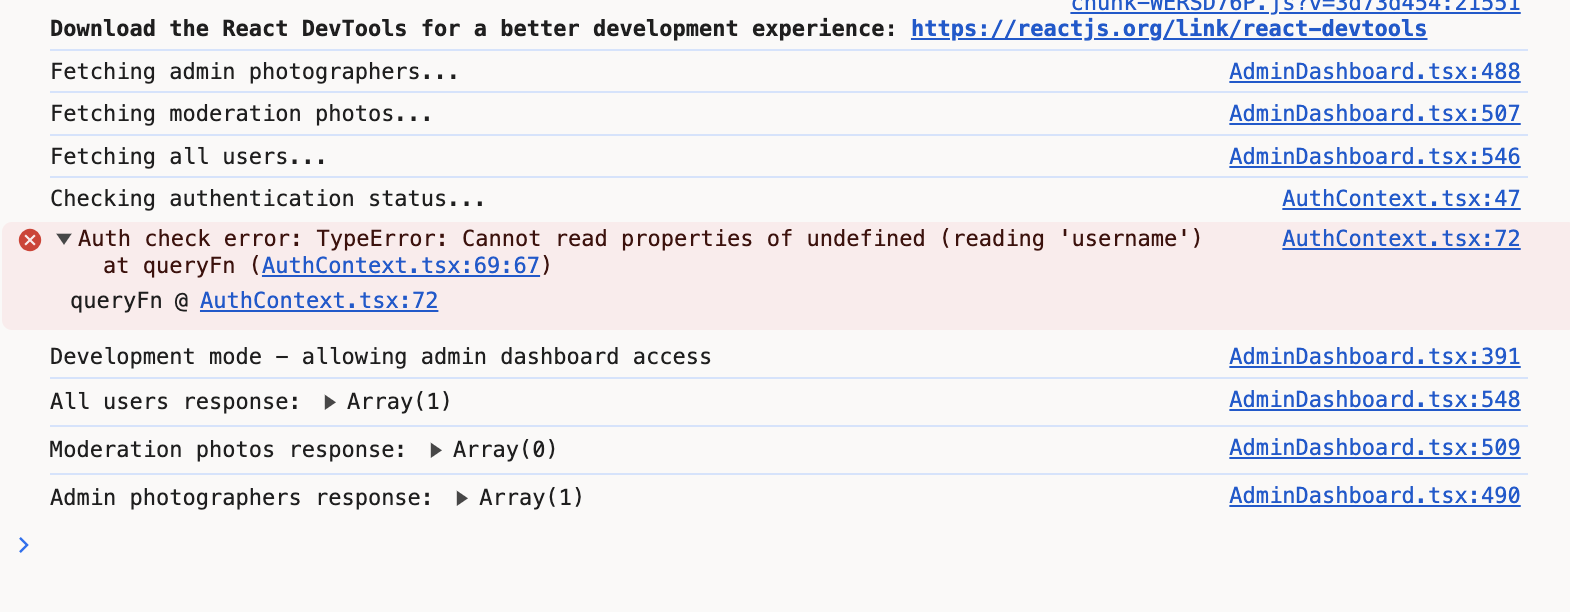 chunk-WERSD76P.js?v=3d73d454:21551
Download the React DevTools for a better development experience: https://reactjs.org/link/react-devtools
Fetching admin photographers... AdminDashboard.tsx:488
Fetching moderation photos... AdminDashboard.tsx:507
Fetching all users... AdminDashboard.tsx:546
Checking authentication status... AuthContext.tsx:47
Auth check error: TypeError: Cannot read properties of undefined (reading 'username') AuthContext.tsx:72
at queryFn (AuthContext.tsx:69:67)
queryFn @ AuthContext.tsx:72
Development mode – allowing admin dashboard access AdminDashboard.tsx:391
All users response: ▶ Array(1) AdminDashboard.tsx:548
Moderation photos response: ▶ Array(0) AdminDashboard.tsx:509
Admin photographers response: ▶ Array(1) AdminDashboard.tsx:490